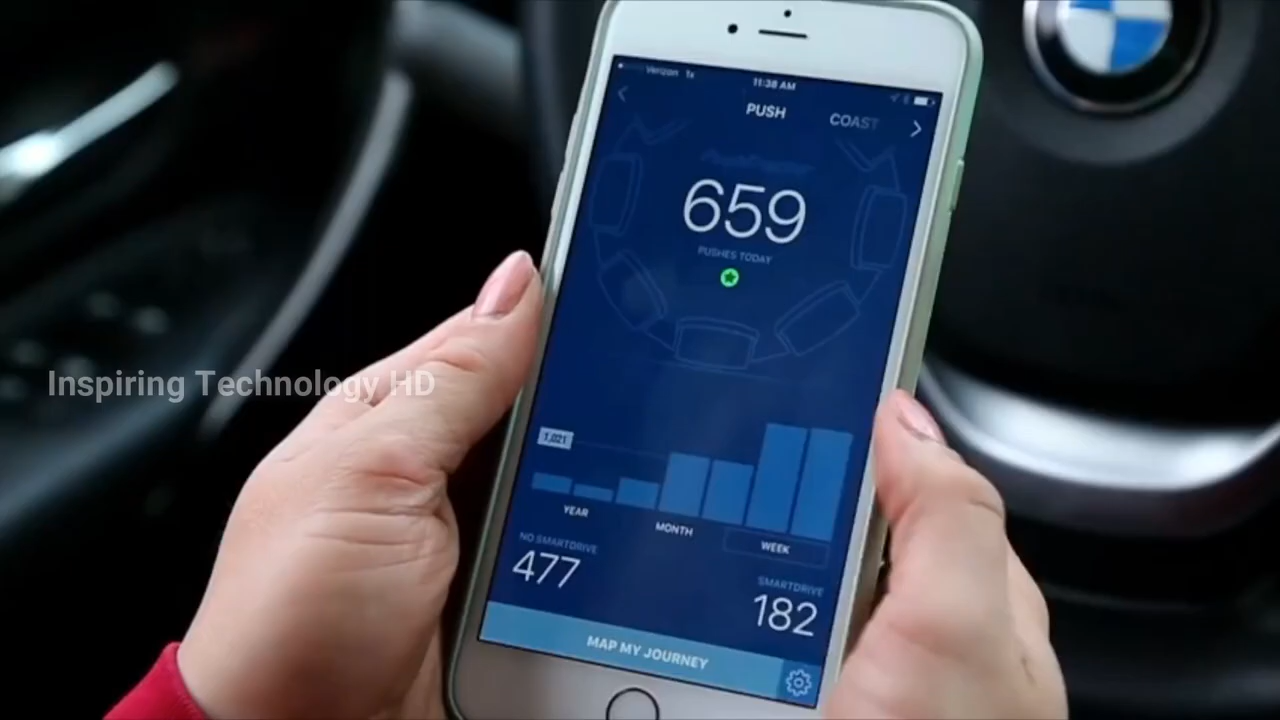 Verizon 1x
11:38 AM
PUSH
COAST
659
PUSHES TODAY
Inspiring Technology HD
1,021
YEAR
MONTH
WEEK
NO SMARTDRIVE
477
SMARTDRIVE
182
MAP MY JOURNEY